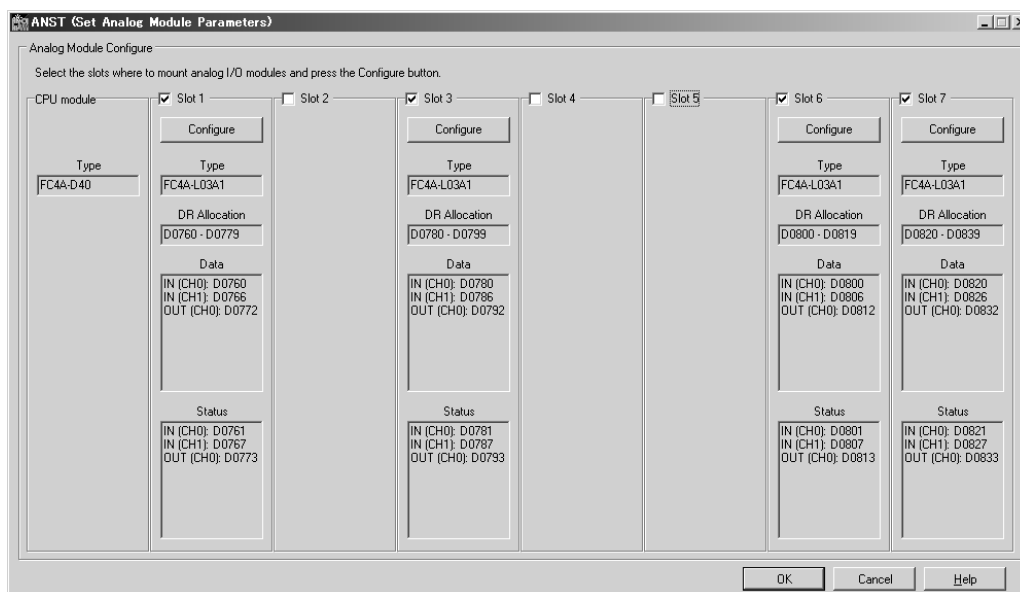 ANST (Set Analog Module Parameters)
Analog Module Configure
Select the slots where to mount analog I/O modules and press the Configure button.
CPU module
Type
FC4A-D40
Slot 1
Configure
Type
FC4A-L03A1
DR Allocation
D0760 - D0779
Data
IN (CH0): D0760
IN (CH1): D0766
OUT (CH0): D0772
Status
IN (CH0): D0761
IN (CH1): D0767
OUT (CH0): D0773
Slot 2
Slot 3
Configure
Type
FC4A-L03A1
DR Allocation
D0780 - D0799
Data
IN (CH0): D0780
IN (CH1): D0786
OUT (CH0): D0792
Status
IN (CH0): D0781
IN (CH1): D0787
OUT (CH0): D0793
Slot 4
Slot 5
Slot 6
Configure
Type
FC4A-L03A1
DR Allocation
D0800 - D0819
Data
IN (CH0): D0800
IN (CH1): D0806
OUT (CH0): D0812
Status
IN (CH0): D0801
IN (CH1): D0807
OUT (CH0): D0813
Slot 7
Configure
Type
FC4A-L03A1
DR Allocation
D0820 - D0839
Data
IN (CH0): D0820
IN (CH1): D0826
OUT (CH0): D0832
Status
IN (CH0): D0821
IN (CH1): D0827
OUT (CH0): D0833
OK
Cancel
Help